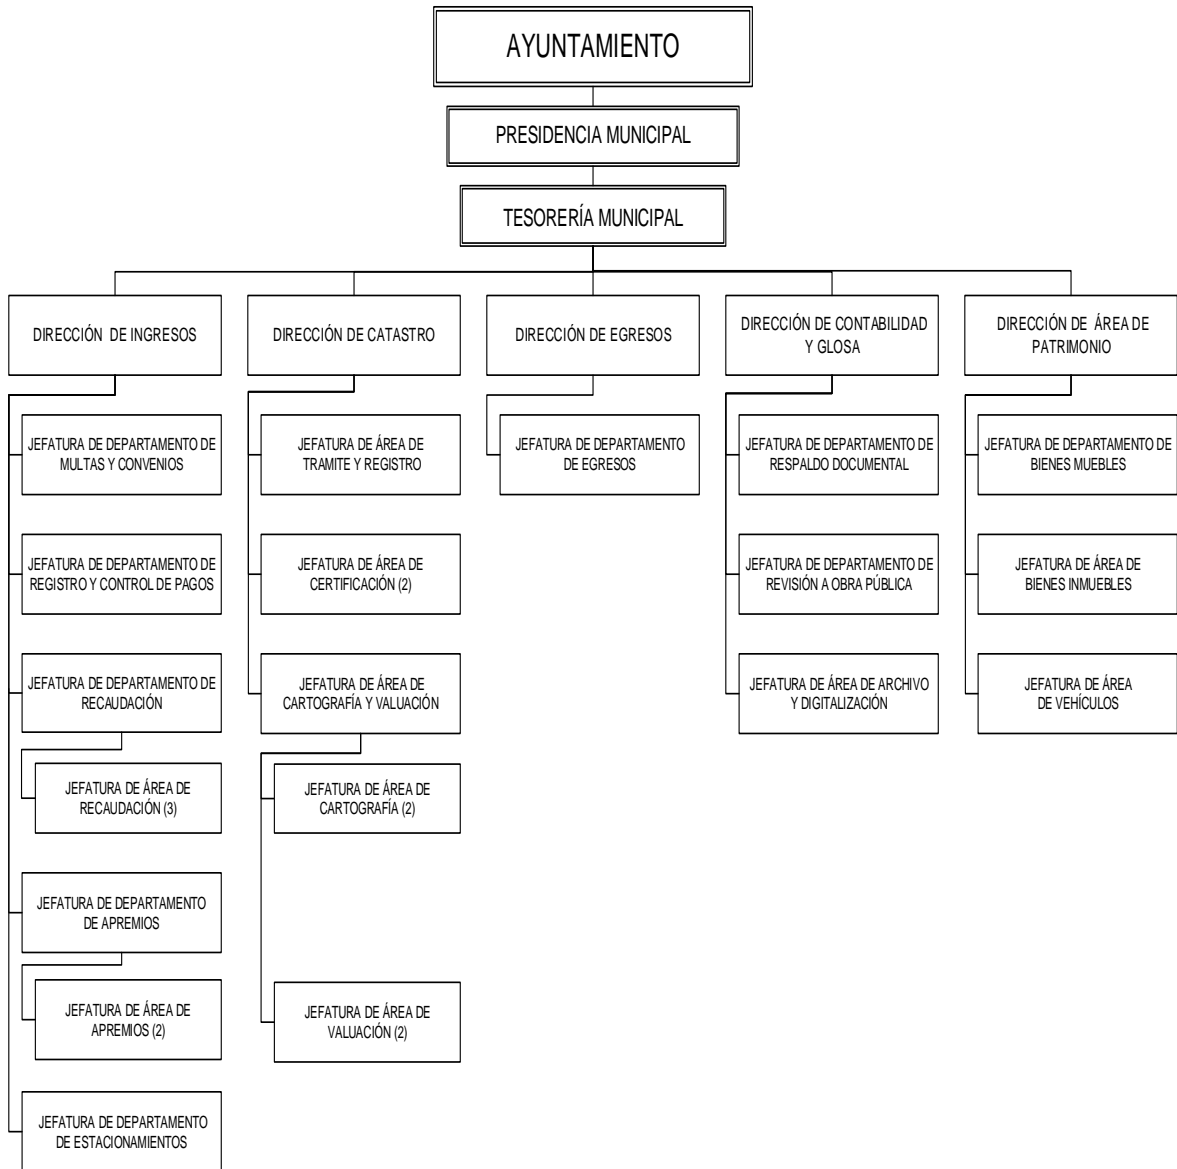 AYUNTAMIENTO
PRESIDENCIA MUNICIPAL
TESORERÍA MUNICIPAL
DIRECCIÓN DE INGRESOS
DIRECCIÓN DE CATASTRO
DIRECCIÓN DE EGRESOS
DIRECCIÓN DE CONTABILIDAD
Y GLOSA
DIRECCIÓN DE ÁREA DE
PATRIMONIO
JEFATURA DE DEPARTAMENTO DE
MULTAS Y CONVENIOS
JEFATURA DE ÁREA DE
TRAMITE Y REGISTRO
JEFATURA DE DEPARTAMENTO
DE EGRESOS
JEFATURA DE DEPARTAMENTO DE
RESPALDO DOCUMENTAL
JEFATURA DE DEPARTAMENTO DE
BIENES MUEBLES
JEFATURA DE DEPARTAMENTO DE
REGISTRO Y CONTROL DE PAGOS
JEFATURA DE ÁREA DE
CERTIFICACIÓN (2)
JEFATURA DE DEPARTAMENTO DE
REVISIÓN A OBRA PÚBLICA
JEFATURA DE ÁREA DE
BIENES INMUEBLES
JEFATURA DE DEPARTAMENTO DE
RECAUDACIÓN
JEFATURA DE ÁREA DE
CARTOGRAFÍA Y VALUACIÓN
JEFATURA DE ÁREA DE ARCHIVO
Y DIGITALIZACIÓN
JEFATURA DE ÁREA
DE VEHÍCULOS
JEFATURA DE ÁREA DE
RECAUDACIÓN (3)
JEFATURA DE ÁREA DE
CARTOGRAFÍA (2)
JEFATURA DE DEPARTAMENTO
DE APREMIOS
JEFATURA DE ÁREA DE
APREMIOS (2)
JEFATURA DE ÁREA DE
VALUACIÓN (2)
JEFATURA DE DEPARTAMENTO
DE ESTACIONAMIENTOS